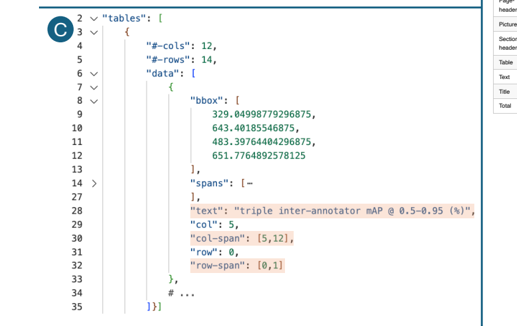 C
2 "tables": [
3 {
4 "#-cols": 12,
5 "#-rows": 14,
6 "data": [
7 {
8 "bbox": [
9 329.04998779296875,
10 643.40185546875,
11 483.39764404296875,
12 651.7764892578125
13 ],
14 "spans": [⋯
27 ],
28 "text": "triple inter-annotator mAP @ 0.5-0.95 (%)",
29 "col": 5,
30 "col-span": [5,12],
31 "row": 0,
32 "row-span": [0,1]
33 },
34 # ...
35 ]}]
header
Picture
Section
header
Table
Text
Title
Total